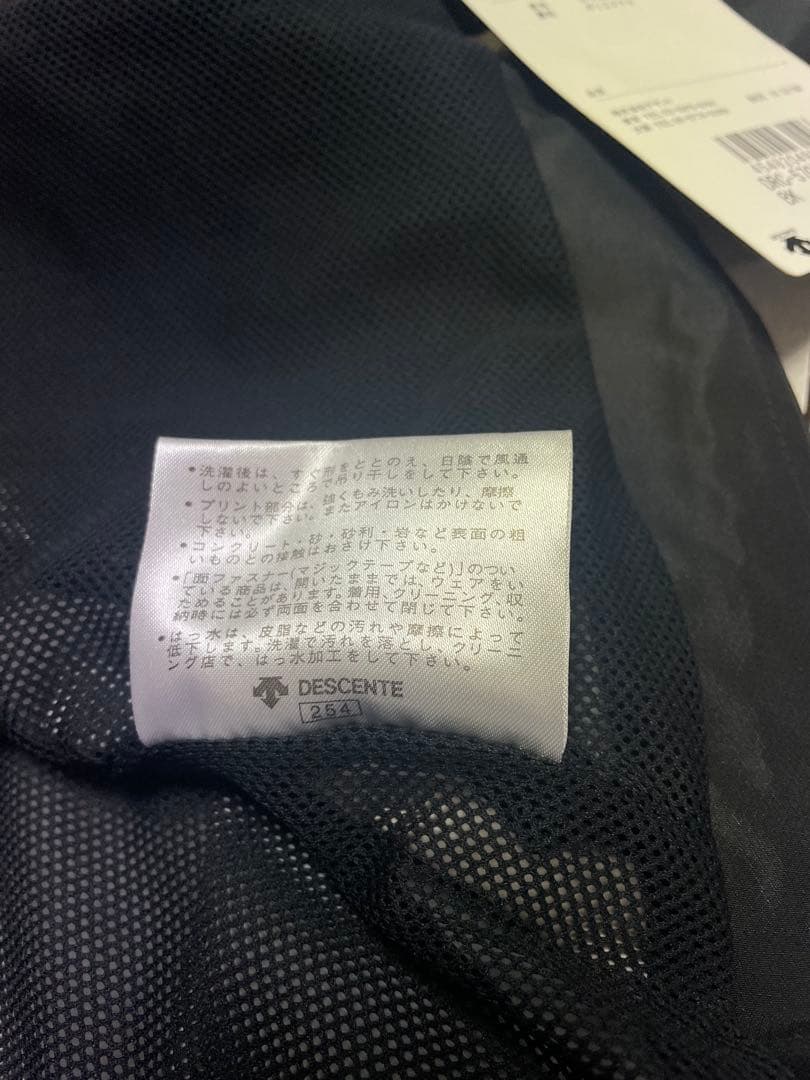 •洗濯後は、すぐ形をととのえ、日陰で風通
しのよいところで吊り干しをして下さい。
•プリント部分は、強くもみ洗いしたり、摩擦
しないで下さい。またアイロンはかけないで
下さい。
•コンクリート・砂・砂利・岩など表面の粗
いものとの接触はおさけ下さい。
•「面ファスナー(マジックテープなど)」のつい
ている商品は、開いたままでは、ウェアをい
ためることがあります。着用、クリーニング、収
納時には必ず両面を合わせて閉じて下さい。
•はっ水は、皮脂などの汚れや摩擦によって
低下します。洗濯で汚れを落とし、クリーニ
ング店で、はっ水加工をして下さい。
DESCENTE
254
BK